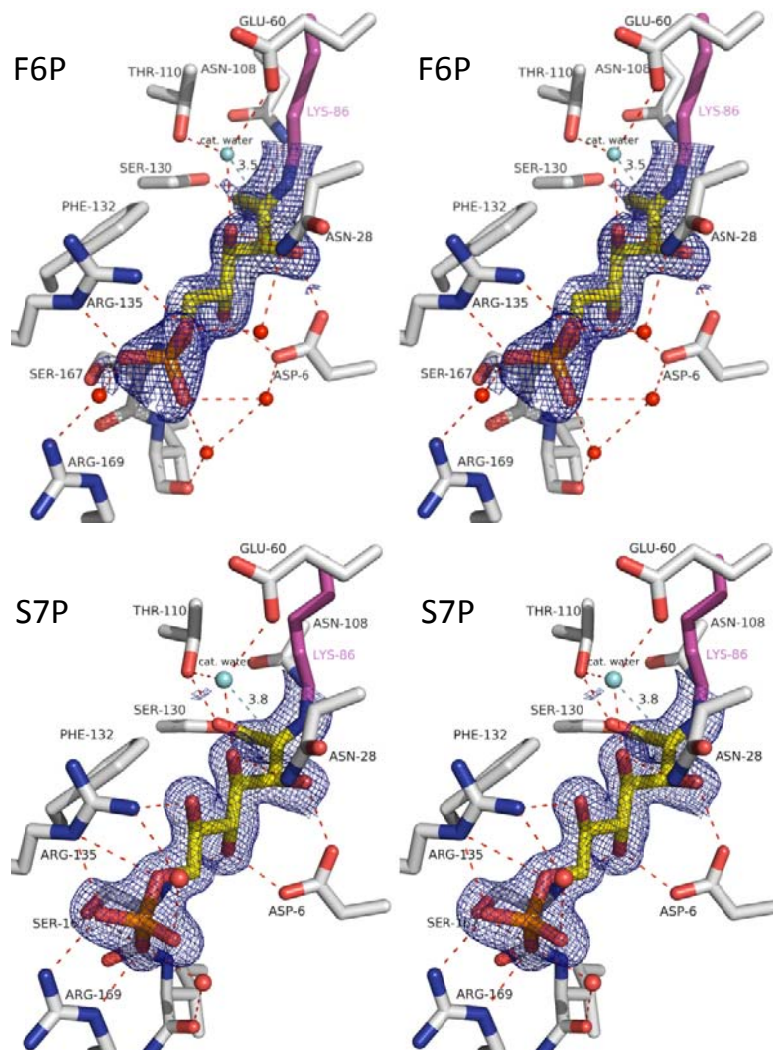 GLU-60
GLU-60
F6P
F6P
THR-110
ASN-108
THR-110
ASN-108
LYS-86
LYS-86
cat. water
cat. water
3.5
3.5
SER-130
SER-130
PHE-132
PHE-132
ASN-28
ASN-28
ARG-135
ARG-135
SER-167
ASP-6
SER-167
ASP-6
ARG-169
ARG-169
GLU-60
GLU-60
S7P
S7P
THR-110
ASN-108
THR-110
ASN-108
LYS-86
LYS-86
cat. water
cat. water
3.8
3.8
SER-130
SER-130
PHE-132
PHE-132
ASN-28
ASN-28
ARG-135
ARG-135
ASP-6
ASP-6
ARG-169
ARG-169